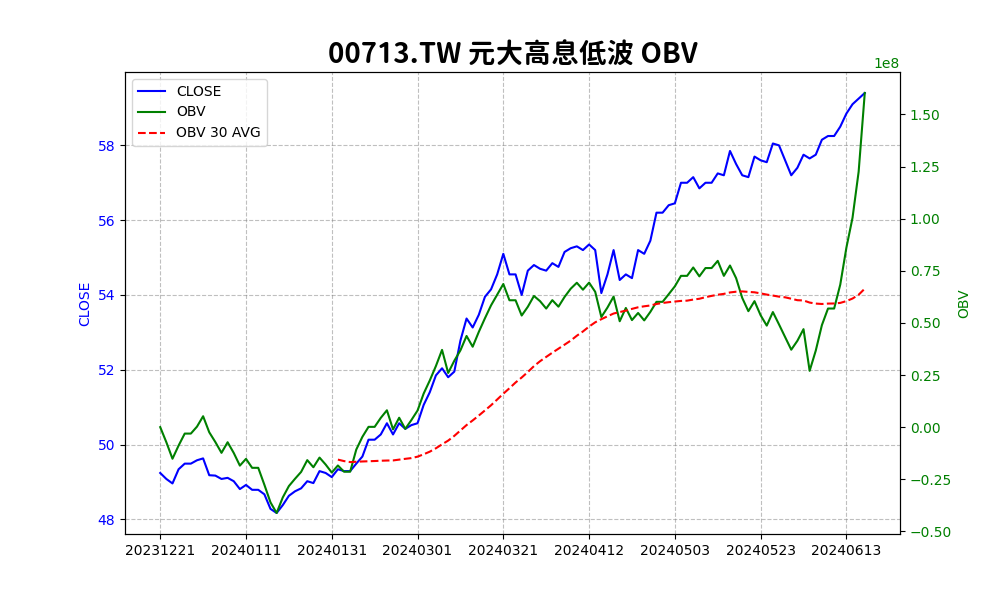 00713.TW 元大高息低波 OBV
1e8
CLOSE
OBV
OBV 30 AVG
58
56
54
52
50
48
CLOSE
1.50
1.25
1.00
0.75
0.50
0.25
0.00
−0.25
−0.50
OBV
20231221 20240111 20240131 20240301 20240321 20240412 20240503 20240523 20240613